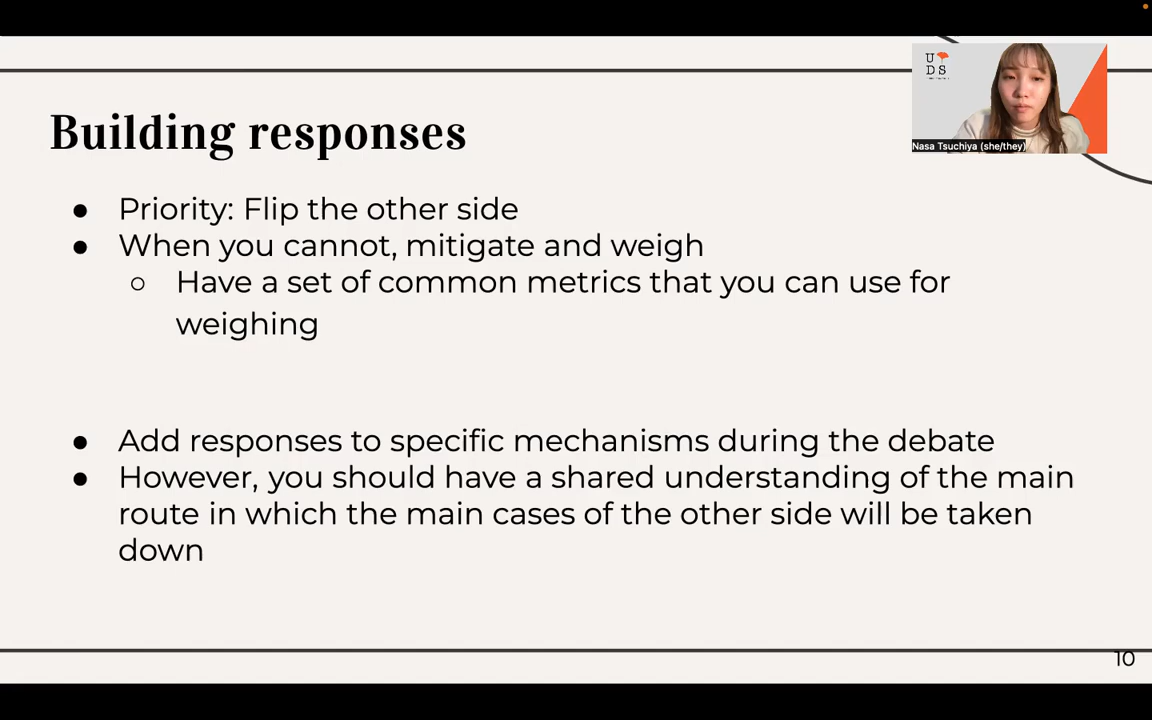 U
DS
Nasa Tsuchiya (she/they)
Building responses
● Priority: Flip the other side
● When you cannot, mitigate and weigh
○ Have a set of common metrics that you can use for
weighing
● Add responses to specific mechanisms during the debate
● However, you should have a shared understanding of the main
route in which the main cases of the other side will be taken
down
10